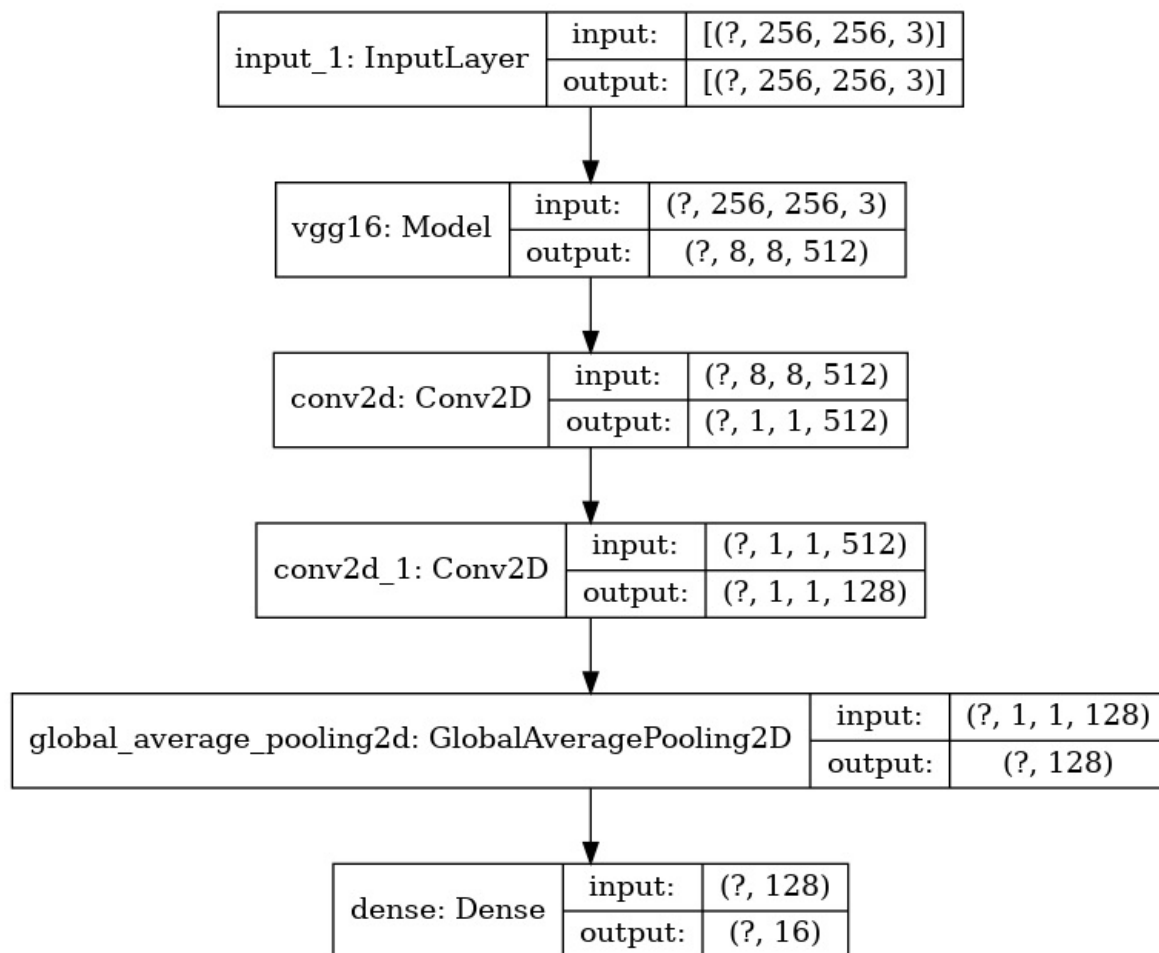 input_1: InputLayer
input: [(?, 256, 256, 3)]
output: [(?, 256, 256, 3)]
vgg16: Model
input: (?, 256, 256, 3)
output: (?, 8, 8, 512)
conv2d: Conv2D
input: (?, 8, 8, 512)
output: (?, 1, 1, 512)
conv2d_1: Conv2D
input: (?, 1, 1, 512)
output: (?, 1, 1, 128)
global_average_pooling2d: GlobalAveragePooling2D
input: (?, 1, 1, 128)
output: (?, 128)
dense: Dense
input: (?, 128)
output: (?, 16)